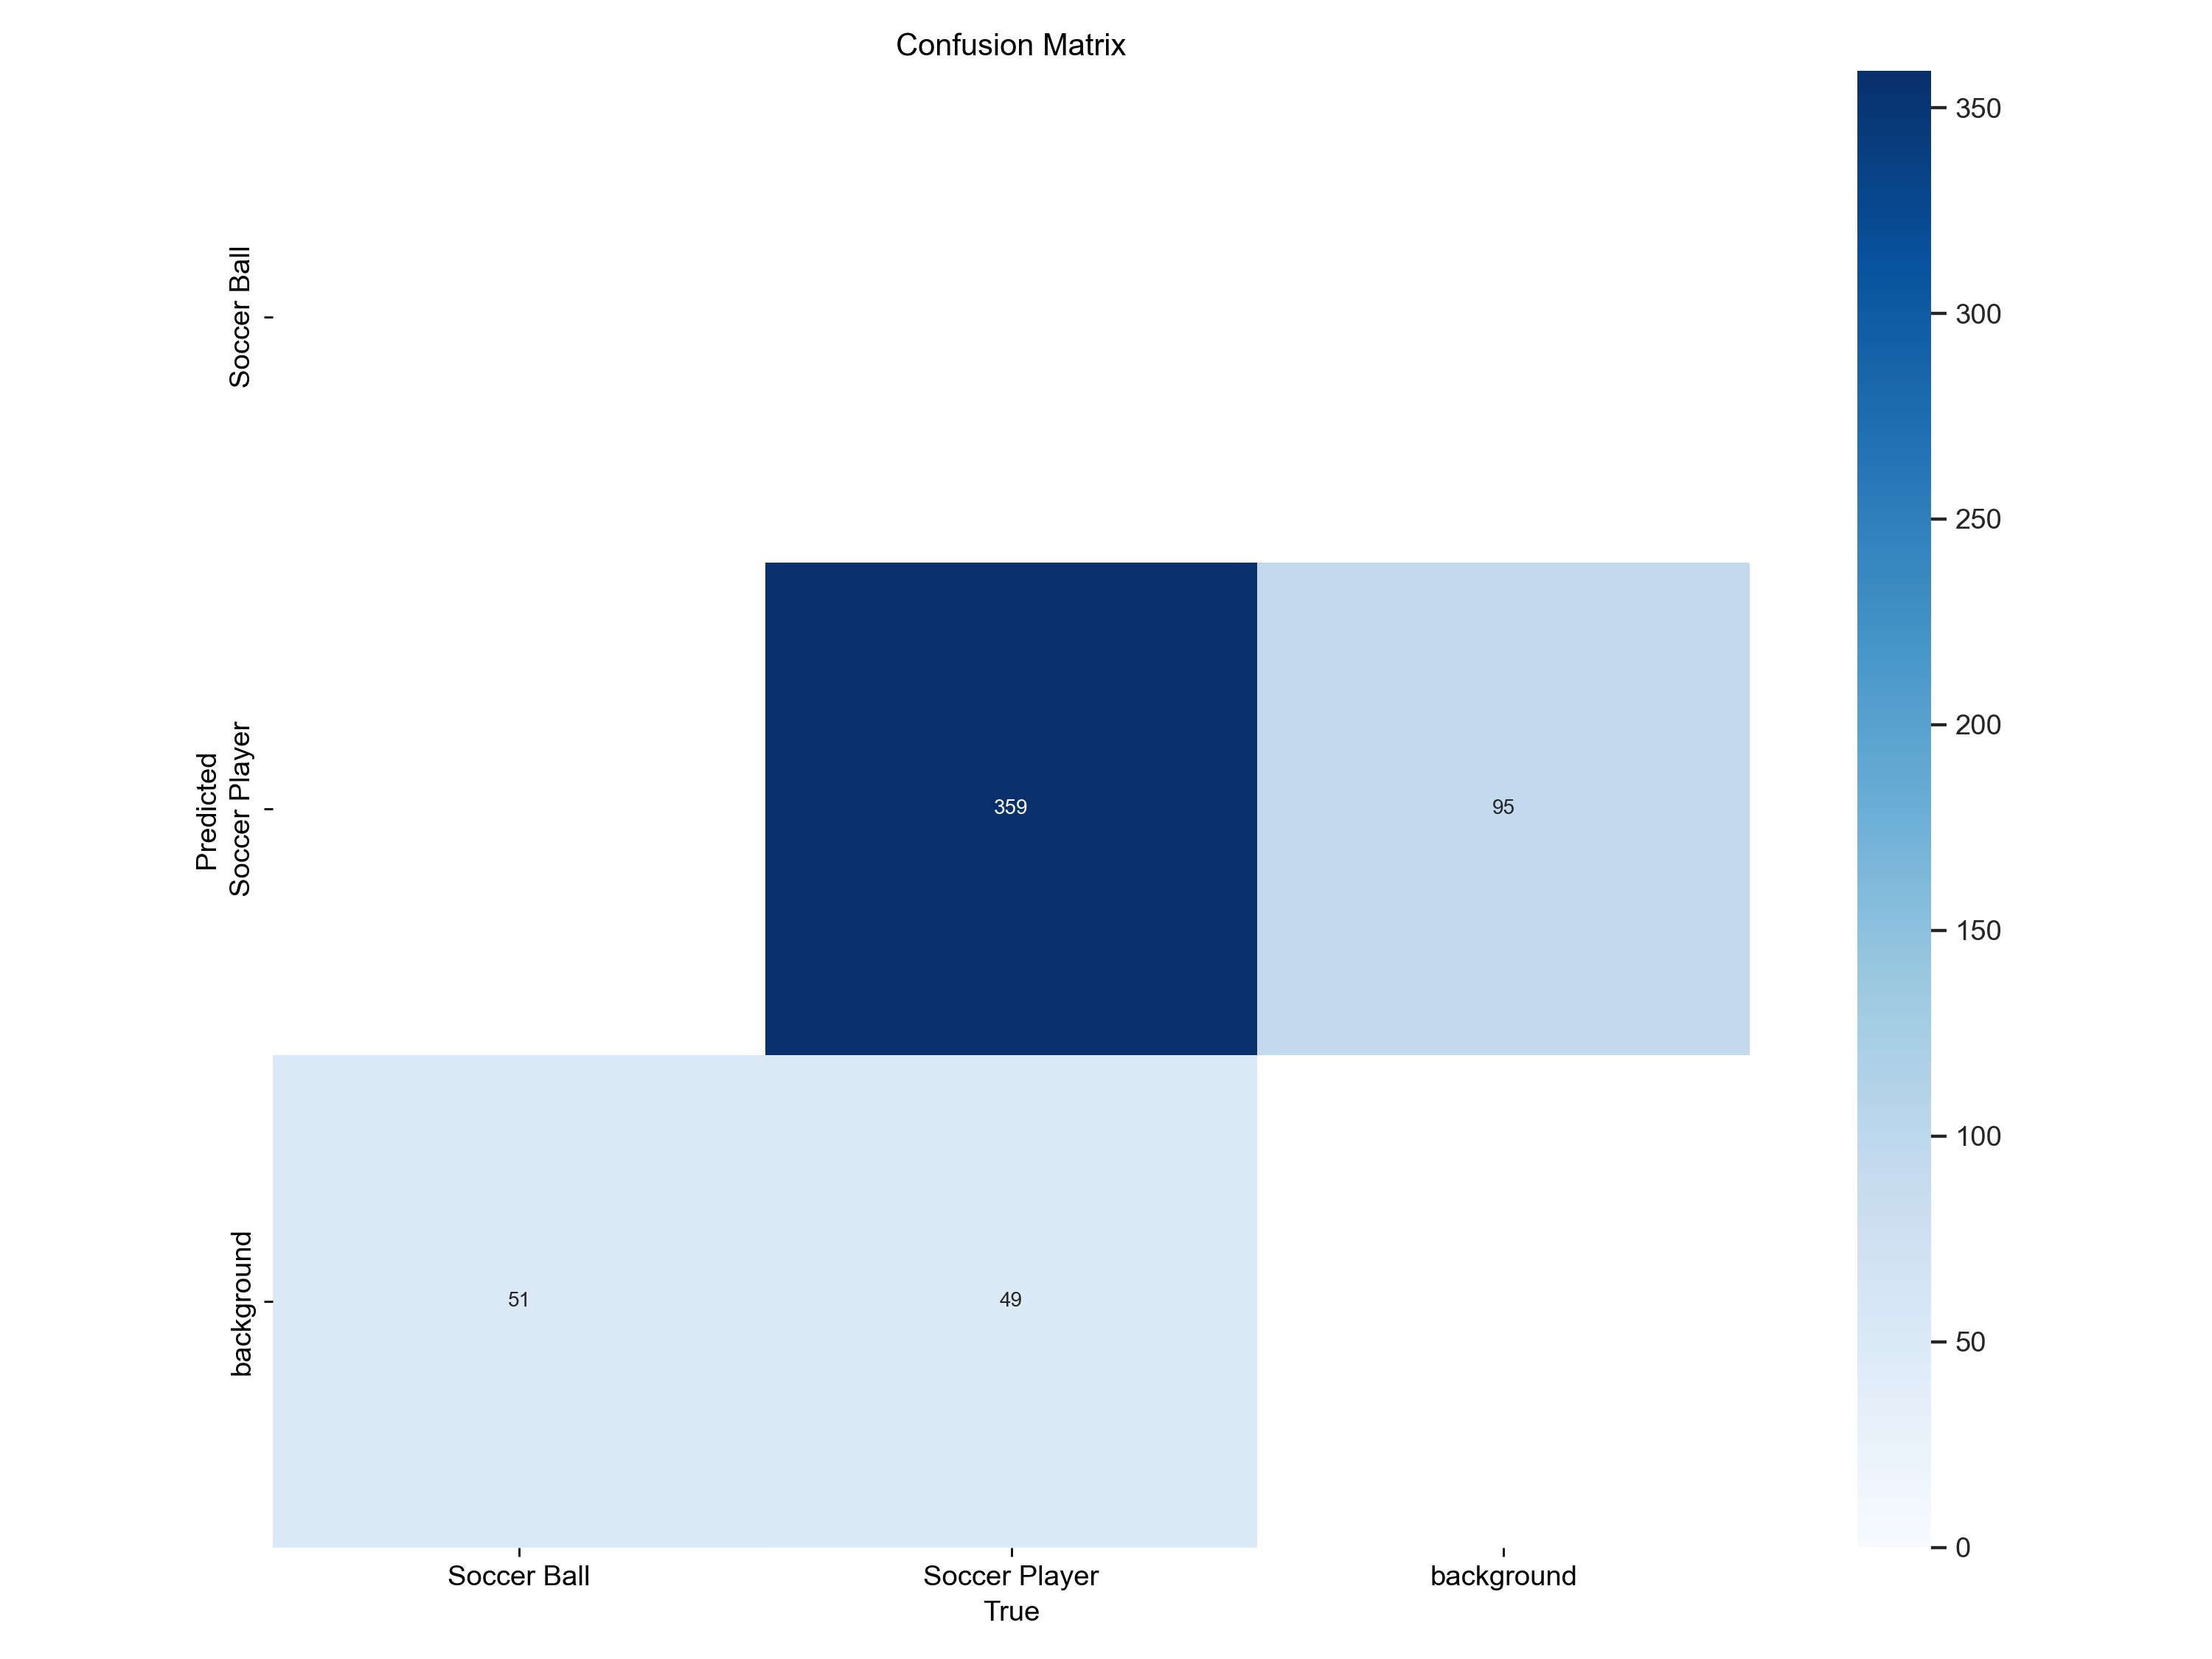 Confusion Matrix
350
300
250
200
150
100
50
0
Predicted
Soccer Ball
Soccer Player
background
359
95
51
49
Soccer Ball
Soccer Player
background
True